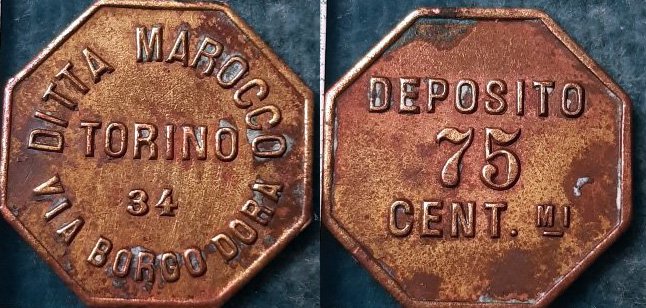 DITTA MAROCCO
TORINO
34
VIA BORGO DORA
DEPOSITO
75
CENT. MI